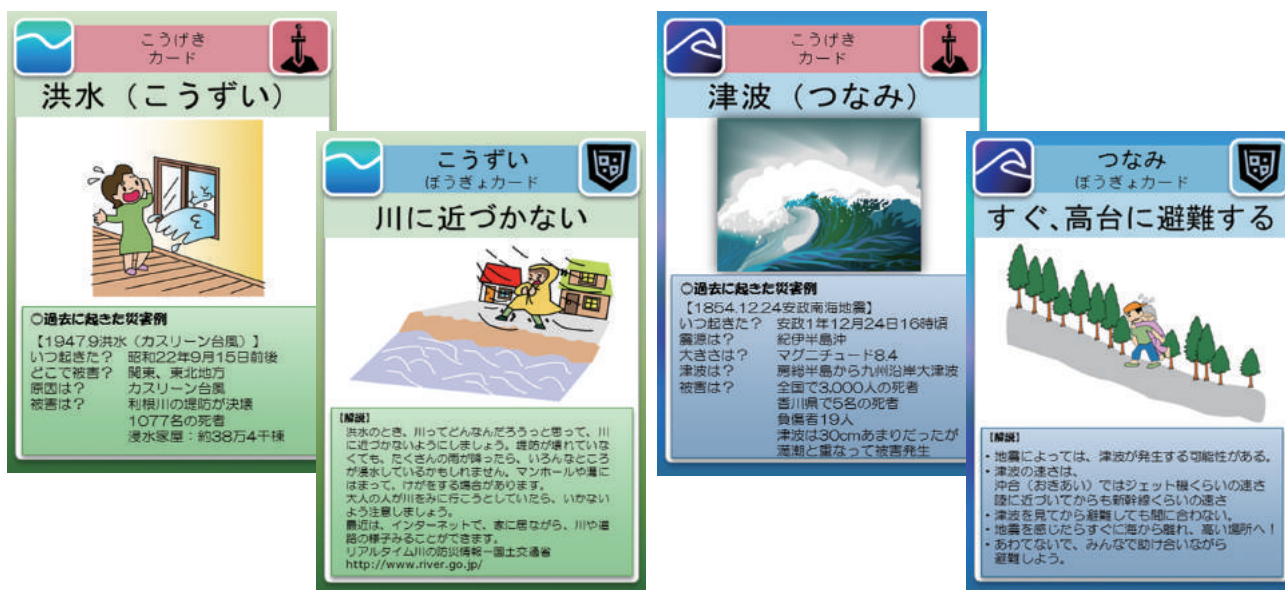 こうげき
カード
洪水（こうずい）
○過去に起きた災害例
【1947.9洪水（カスリーン台風）】
いつ起きた？　昭和22年9月15日前後
どこで被害？　関東、東北地方
原因は？　カスリーン台風
被害は？　利根川の堤防が決壊
1077名の死者
浸水家屋：約38万4千棟
こうずい
ぼうぎょカード
川に近づかない
【解説】
洪水のとき、川ってどんなんだろうっと思って、川
に近づかないようにしましょう。堤防が壊れていな
くても、たくさんの雨が降ったら、いろんなところ
が浸水しているかもしれません。マンホールや溝に
はまって、けがをする場合があります。
大人の人が川をみに行こうとしていたら、いかない
よう注意しましょう。
最近は、インターネットで、家に居ながら、川や道
路の様子みることができます。
リアルタイム川の防災情報ー国土交通省
http://www.river.go.jp/
こうげき
カード
津波（つなみ）
○過去に起きた災害例
【1854.12.24安政南海地震】
いつ起きた？　安政1年12月24日16時頃
震源は？　紀伊半島沖
大きさは？　マグニチュード8.4
津波は？　房総半島から九州沿岸大津波
被害は？　全国で3,000人の死者
香川県で5名の死者
負傷者19人
津波は30cmあまりだったが
満潮と重なって被害発生
つなみ
ぼうぎょカード
すぐ、高台に避難する
【解説】
・地震によっては、津波が発生する可能性がある。
・津波の速さは、
沖合（おきあい）ではジェット機くらいの速さ
陸に近づいてからも新幹線くらいの速さ
・津波を見てから避難しても間に合わない。
・地震を感じたらすぐに海から離れ、高い場所へ！
・あわてないで、みんなで助け合いながら
避難しよう。